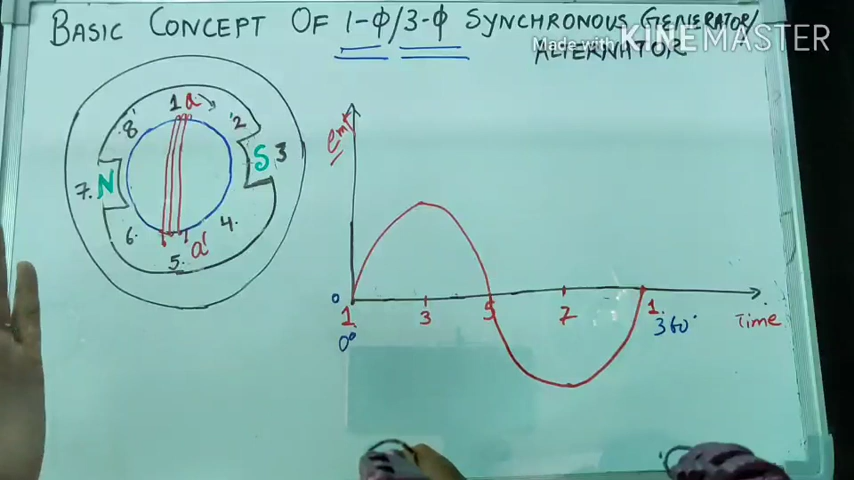 BASIC CONCEPT OF 1-Φ/3-Φ SYNCHRONOUS GENERATOR/
ALTERNATOR
Made with KINEMASTER
1 a
8' '2
N S 3
7.
6. 4.
5. a'
emf
0
1 3 5 7 1.
0° 360°
Time